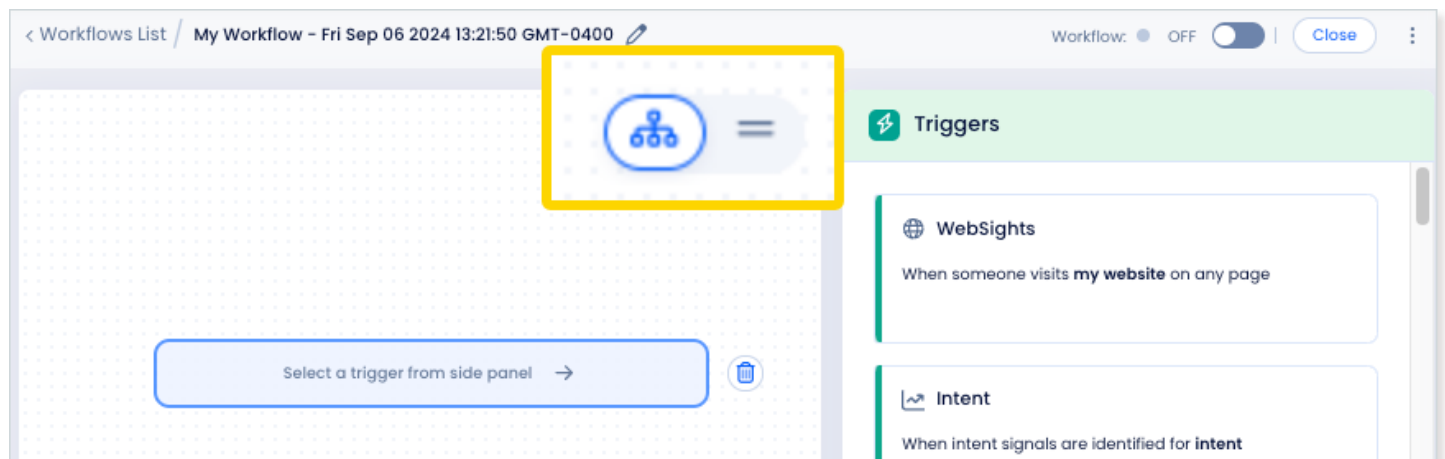 < Workflows List / My Workflow - Fri Sep 06 2024 13:21:50 GMT-0400
Workflow: OFF | Close
Triggers
WebSights
When someone visits my website on any page
Select a trigger from side panel →
Intent
When intent signals are identified for intent